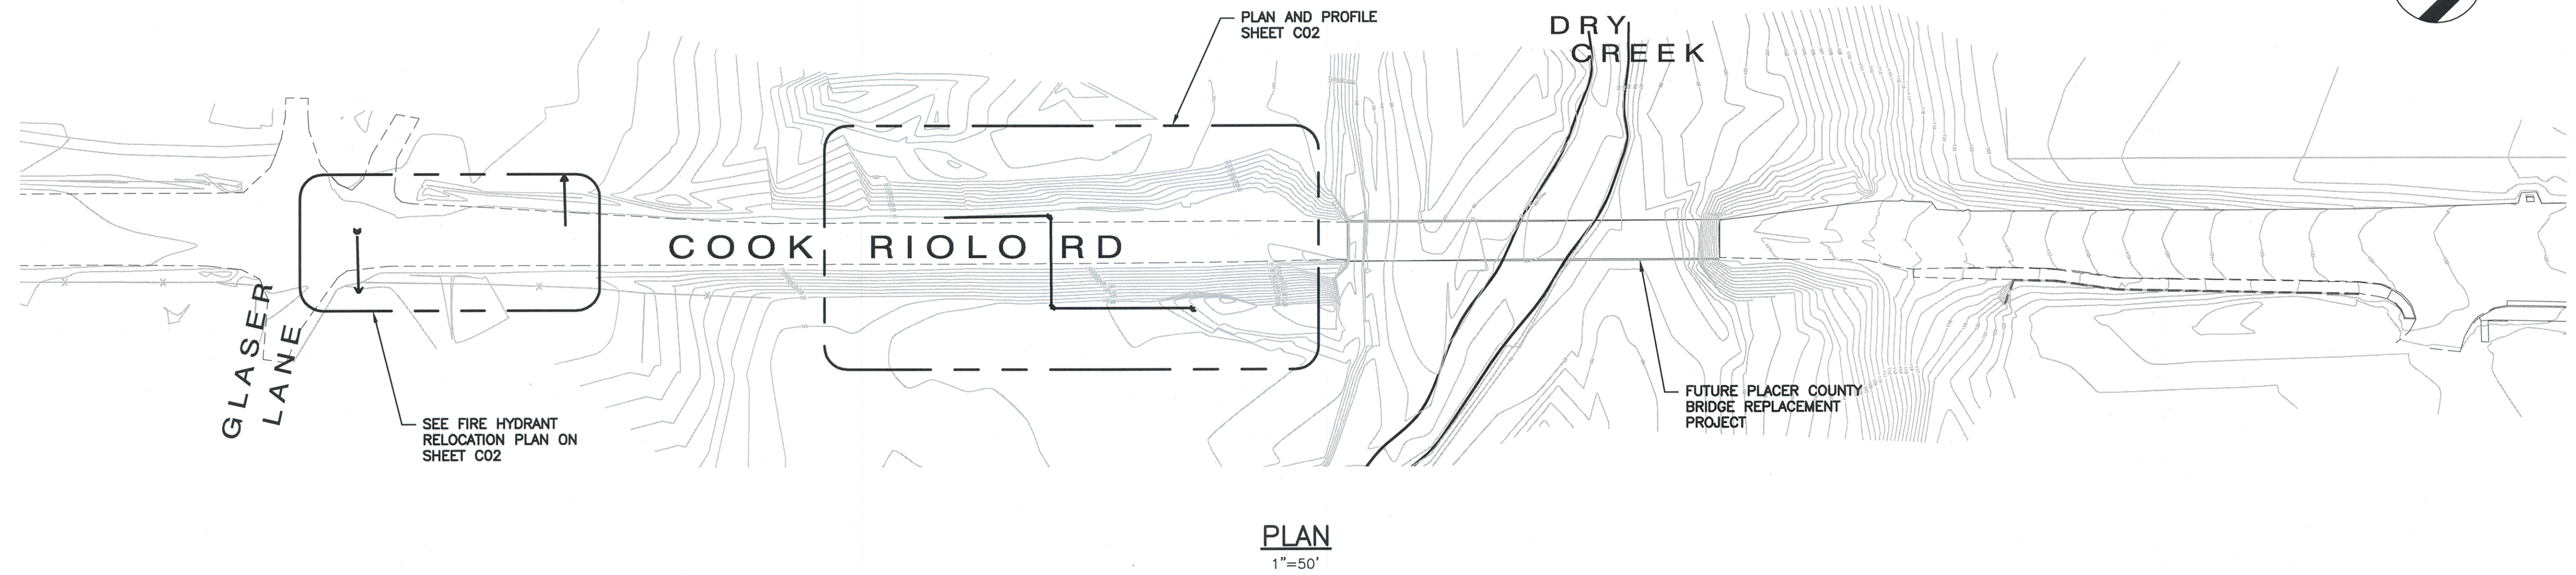 PLAN AND PROFILE
SHEET C02
DRY
CREEK
COOK RIOLO RD
GLASER
LANE
SEE FIRE HYDRANT
RELOCATION PLAN ON
SHEET C02
FUTURE PLACER COUNTY
BRIDGE REPLACEMENT
PROJECT
PLAN
1"=50'